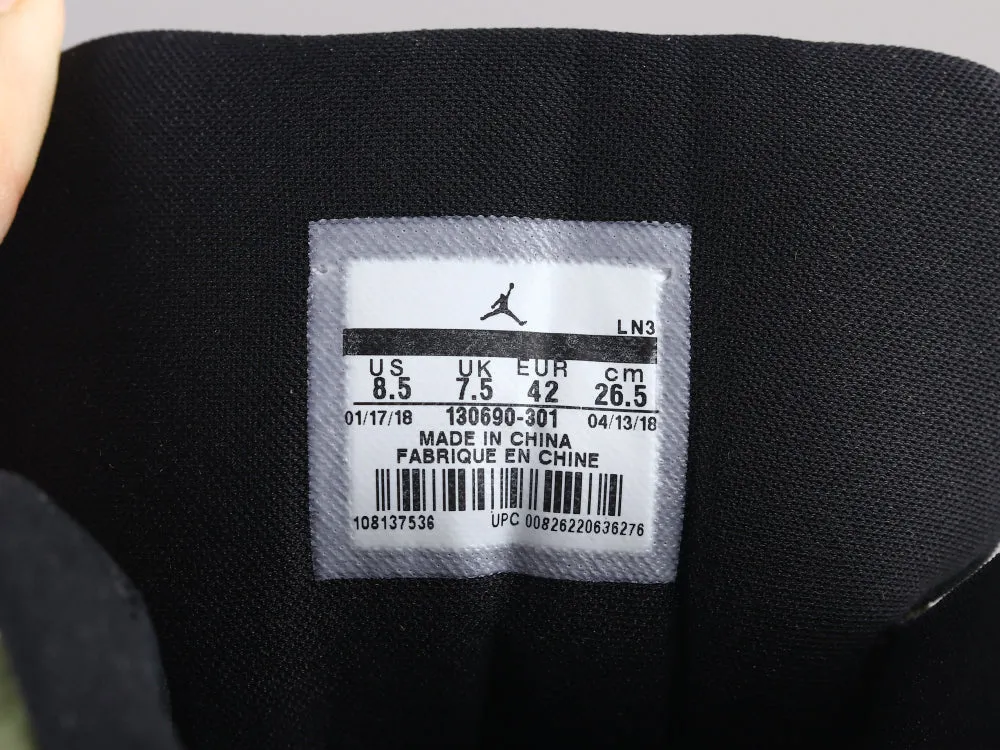 LN3
US UK EUR cm
8.5 7.5 42 26.5
01/17/18 130690-301 04/13/18
MADE IN CHINA
FABRIQUE EN CHINE
108137536 UPC 00826220636276